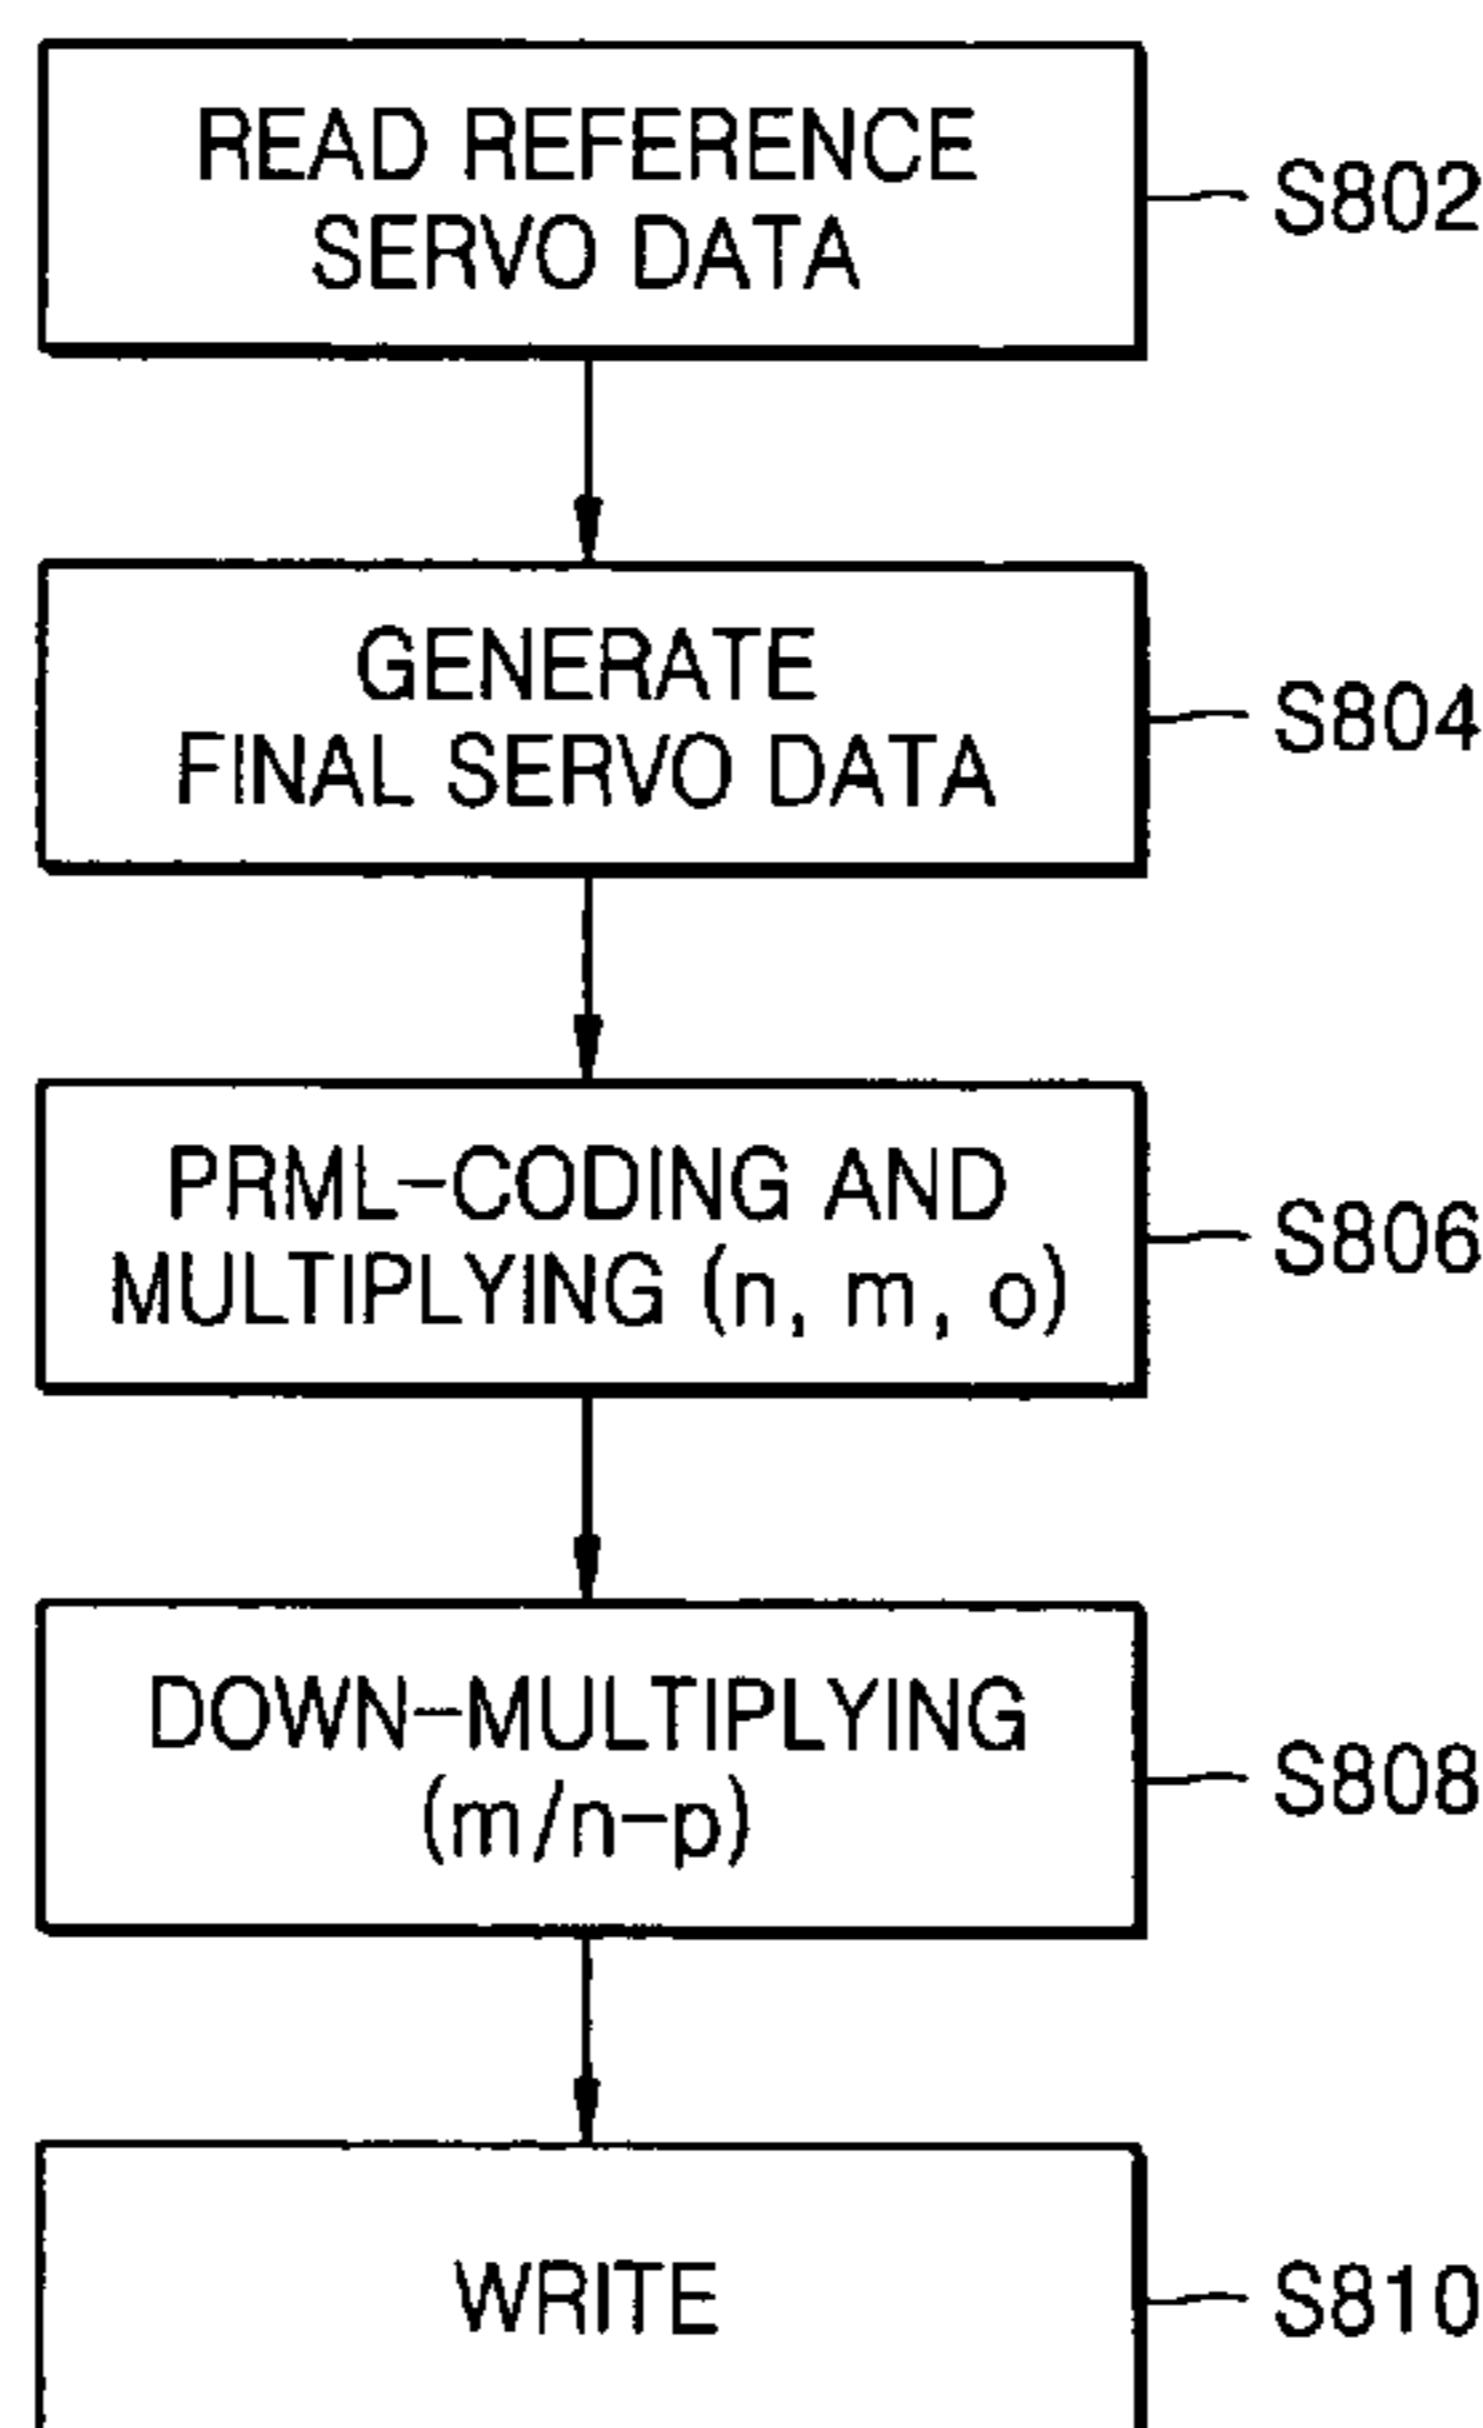 READ REFERENCE
SERVO DATA
S802
GENERATE
FINAL SERVO DATA
S804
PRML-CODING AND
MULTIPLYING (n, m, o)
S806
DOWN-MULTIPLYING
(m/n-p)
S808
WRITE
S810